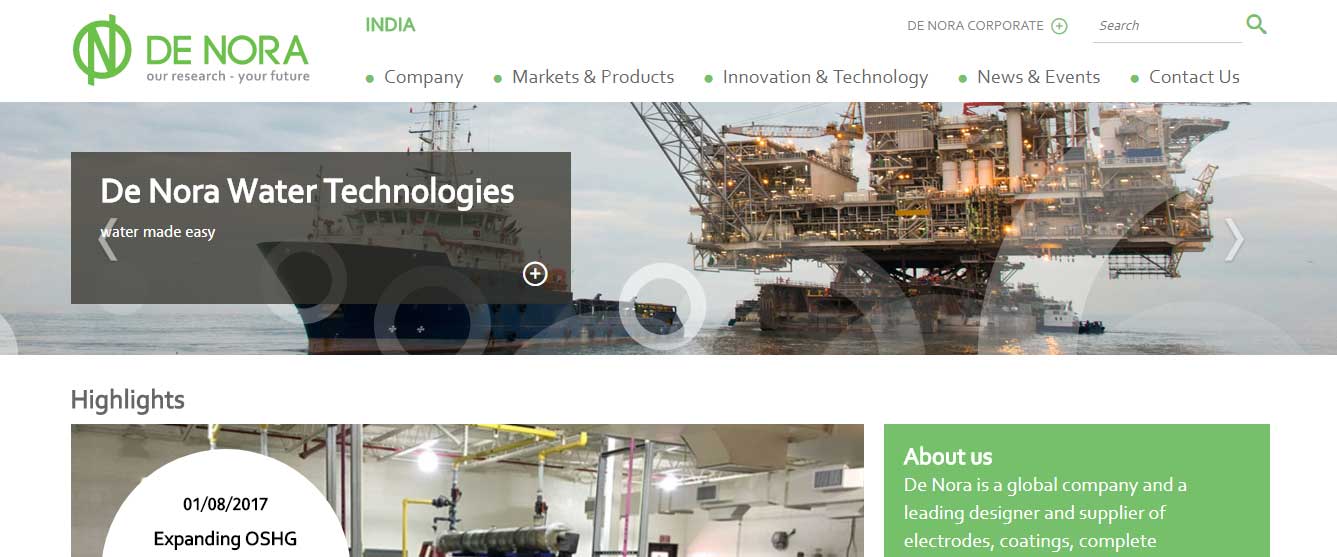 INDIA
DE NORA CORPORATE
Search
DE NORA
our research - your future
Company
Markets & Products
Innovation & Technology
News & Events
Contact Us
De Nora Water Technologies
water made easy
Highlights
01/08/2017
Expanding OSHG
About us
De Nora is a global company and a
leading designer and supplier of
electrodes, coatings, complete